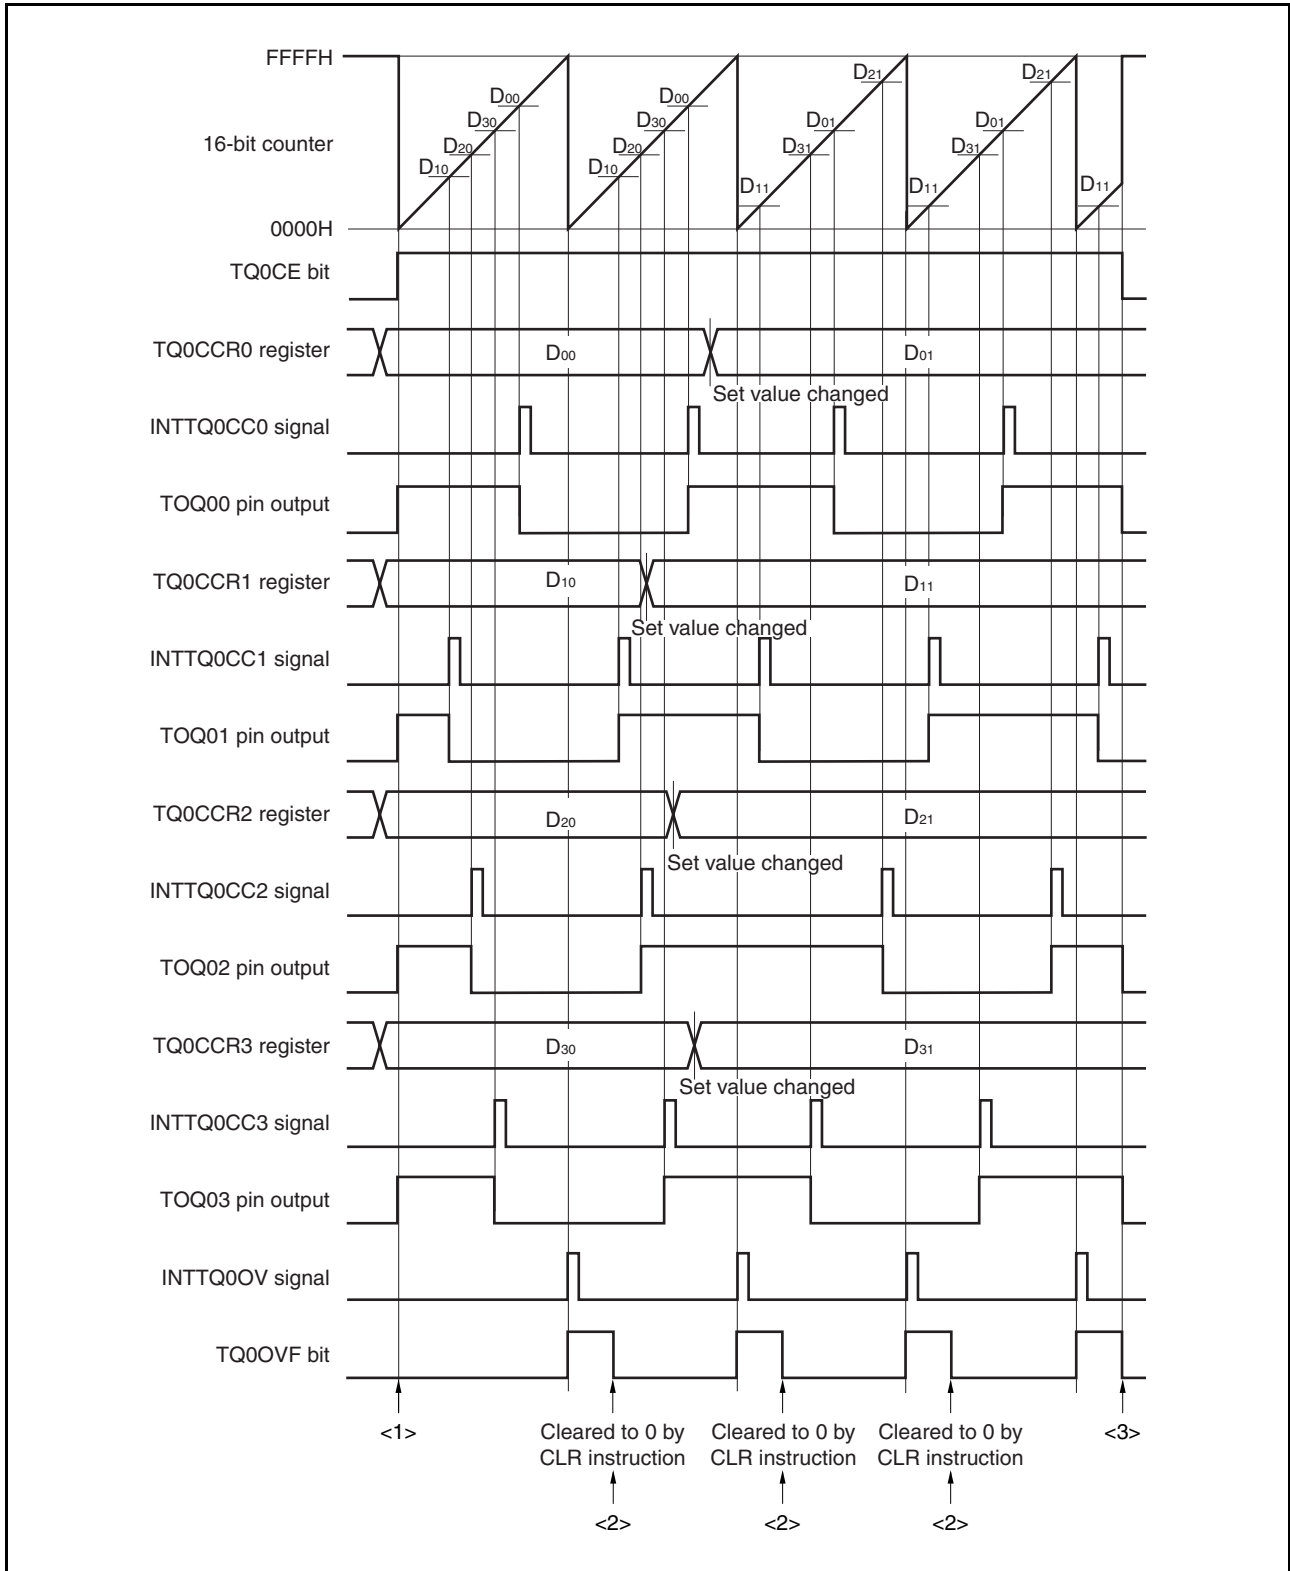 FFFFH
D21 D21
D00 D00
D30 D30 D01 D01
16-bit counter
D20 D20 D31 D31
D10 D10
D11 D11 D11
0000H
TQ0CE bit
TQ0CCR0 register
D00 D01
Set value changed
INTTQ0CC0 signal
TOQ00 pin output
TQ0CCR1 register
D10 D11
Set value changed
INTTQ0CC1 signal
TOQ01 pin output
TQ0CCR2 register
D20 D21
Set value changed
INTTQ0CC2 signal
TOQ02 pin output
TQ0CCR3 register
D30 D31
Set value changed
INTTQ0CC3 signal
TOQ03 pin output
INTTQ0OV signal
TQ0OVF bit
<1>
Cleared to 0 by
CLR instruction
<2>
Cleared to 0 by
CLR instruction
<2>
Cleared to 0 by
CLR instruction
<2>
<3>